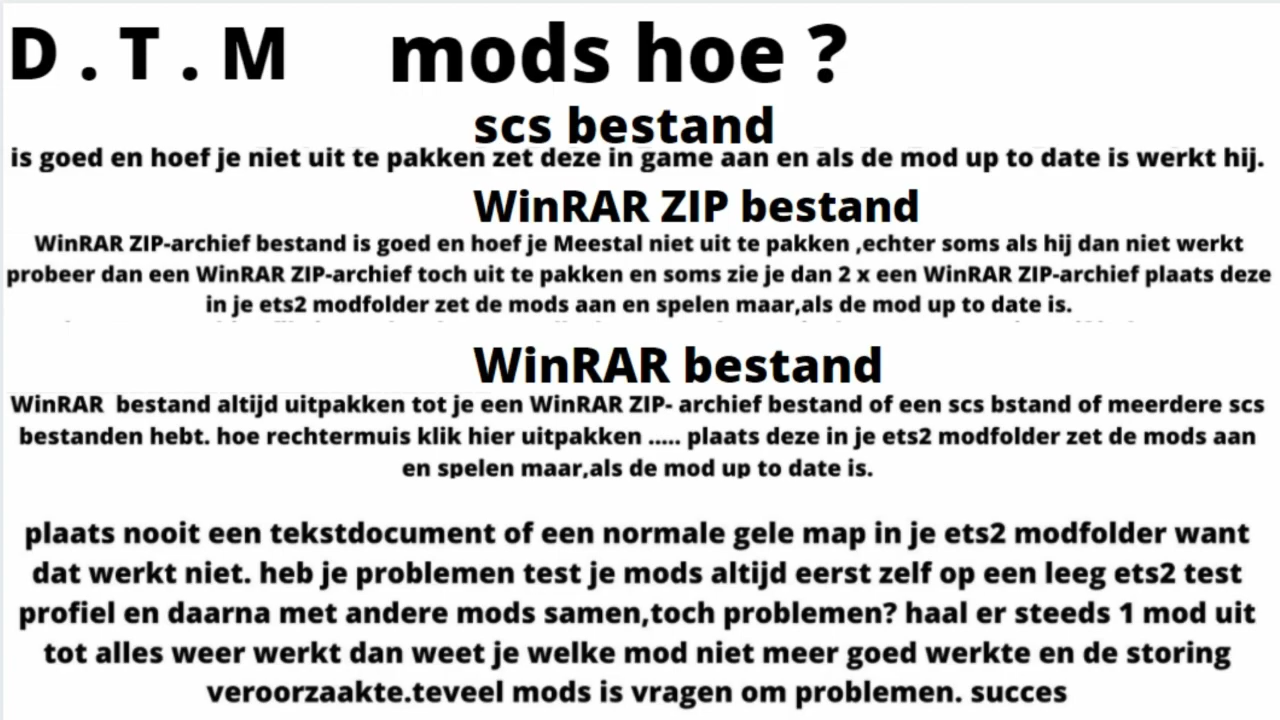 D . T . M mods hoe ?
scs bestand
is goed en hoef je niet uit te pakken zet deze in game aan en als de mod up to date is werkt hij.
WinRAR ZIP bestand
WinRAR ZIP-archief bestand is goed en hoef je Meestal niet uit te pakken ,echter soms als hij dan niet werkt
probeer dan een WinRAR ZIP-archief toch uit te pakken en soms zie je dan 2 x een WinRAR ZIP-archief plaats deze
in je ets2 modfolder zet de mods aan en spelen maar,als de mod up to date is.
WinRAR bestand
WinRAR bestand altijd uitpakken tot je een WinRAR ZIP- archief bestand of een scs bstand of meerdere scs
bestanden hebt. hoe rechtermuis klik hier uitpakken ..... plaats deze in je ets2 modfolder zet de mods aan
en spelen maar,als de mod up to date is.
plaats nooit een tekstdocument of een normale gele map in je ets2 modfolder want
dat werkt niet. heb je problemen test je mods altijd eerst zelf op een leeg ets2 test
profiel en daarna met andere mods samen,toch problemen? haal er steeds 1 mod uit
tot alles weer werkt dan weet je welke mod niet meer goed werkte en de storing
veroorzaakte.teveel mods is vragen om problemen. succes